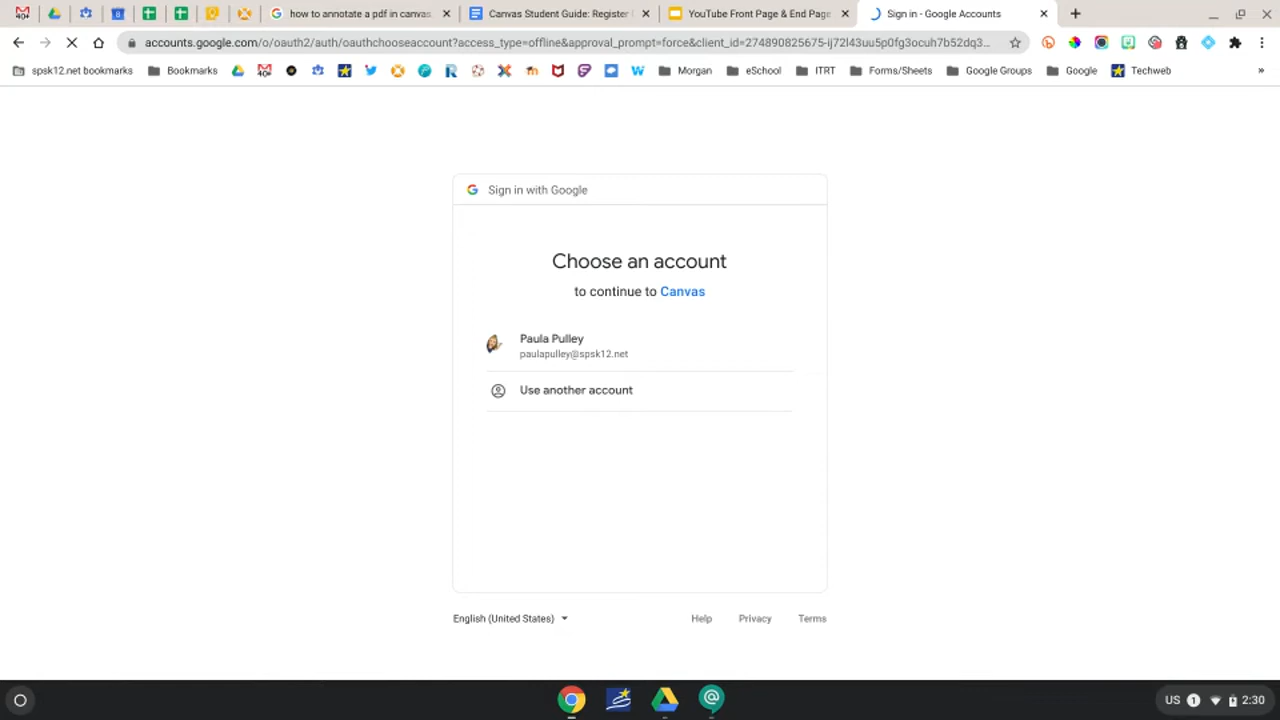 how to annotate a pdf in canvas
Canvas Student Guide: Register
YouTube Front Page & End Page
Sign in - Google Accounts
accounts.google.com/o/oauth2/auth/oauthchooseaccount?access_type=offline&approval_prompt=force&client_id=274890825675-ij72l43uu5p0fg3ocuh7b52dq3...
spsk12.net bookmarks
Bookmarks
Morgan
eSchool
ITRT
Forms/Sheets
Google Groups
Google
Techweb
»
Sign in with Google
Choose an account
to continue to Canvas
Paula Pulley
paulapulley@spsk12.net
Use another account
English (United States)
Help
Privacy
Terms
US 1 2:30